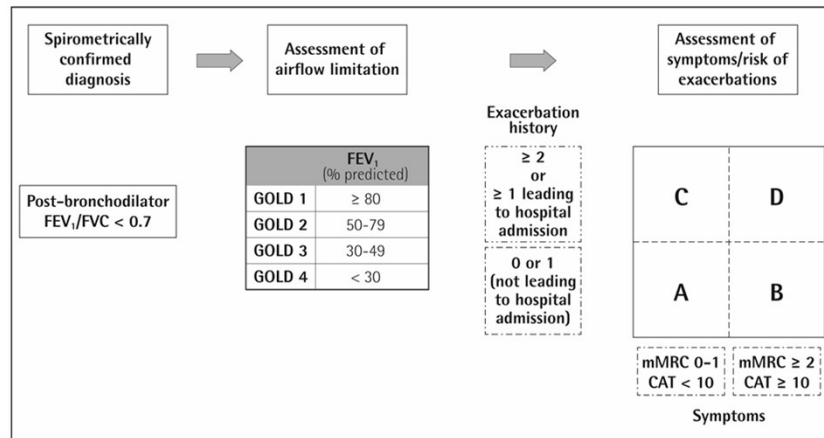 Spirometrically
confirmed
diagnosis
Assessment of
airflow limitation
Assessment of
symptoms/risk of
exacerbations
Post-bronchodilator
FEV₁/FVC < 0.7
FEV₁
(% predicted)
GOLD 1 ≥ 80
GOLD 2 50-79
GOLD 3 30-49
GOLD 4 < 30
Exacerbation
history
≥ 2
or
≥ 1 leading
to hospital
admission
0 or 1
(not leading
to hospital
admission)
C D
A B
mMRC 0-1
CAT < 10
mMRC ≥ 2
CAT ≥ 10
Symptoms